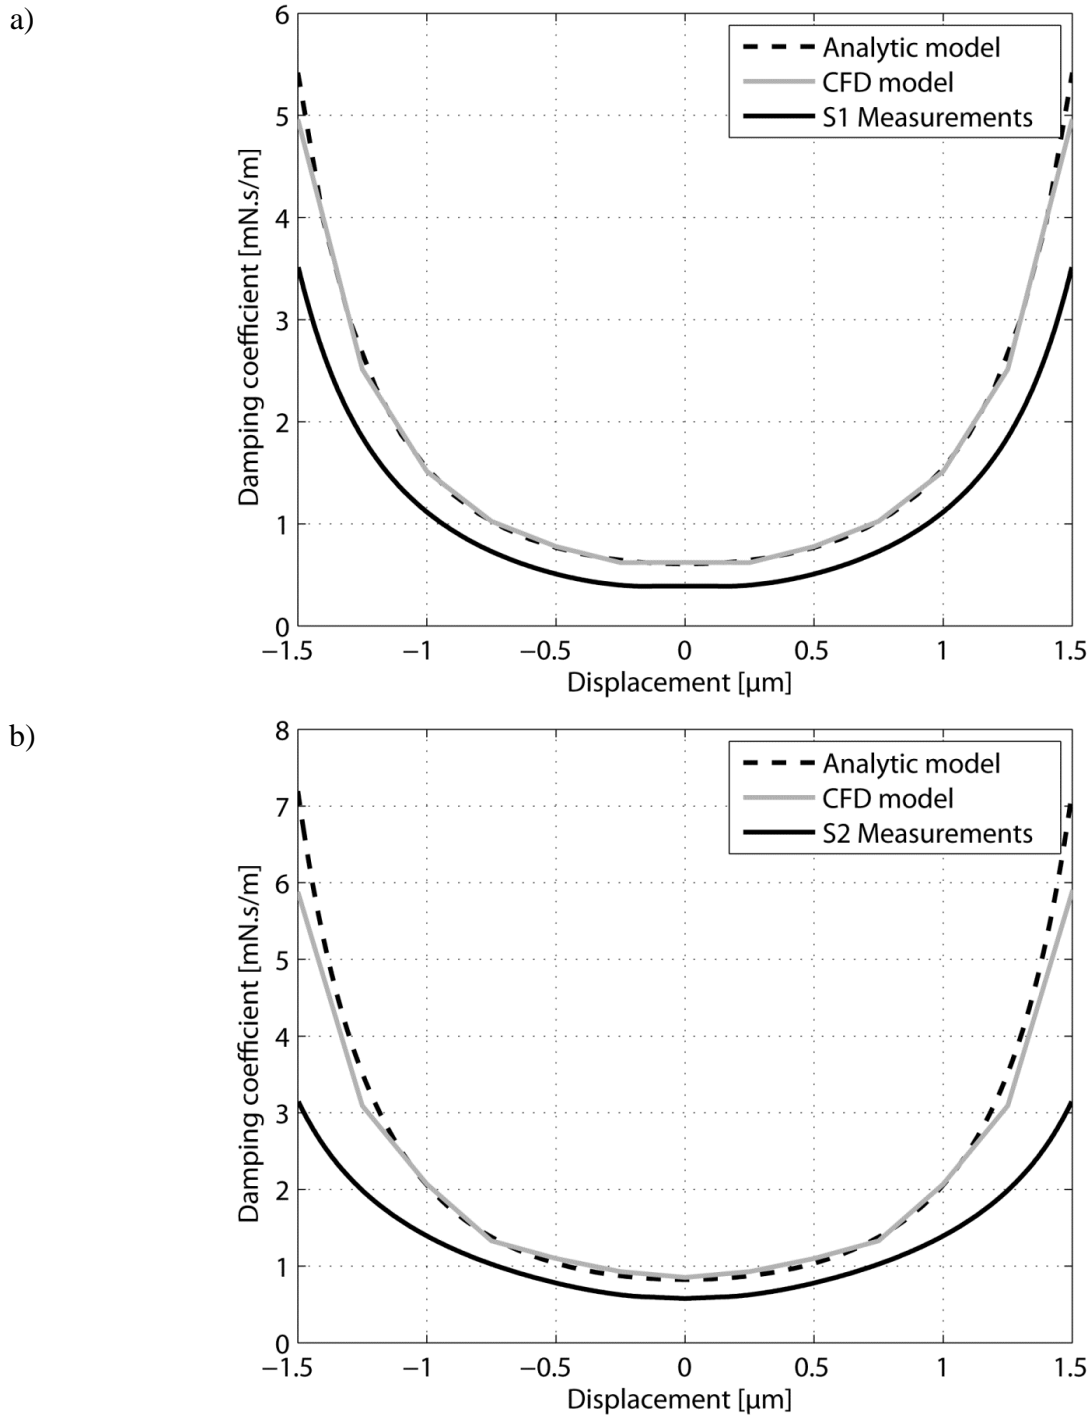 a)
6
5
4
3
2
1
0
Damping coefficient [mN.s/m]
Analytic model
CFD model
S1 Measurements
−1.5 −1 −0.5 0 0.5 1 1.5
Displacement [μm]
b)
8
7
6
5
4
3
2
1
0
Damping coefficient [mN.s/m]
Analytic model
CFD model
S2 Measurements
−1.5 −1 −0.5 0 0.5 1 1.5
Displacement [μm]